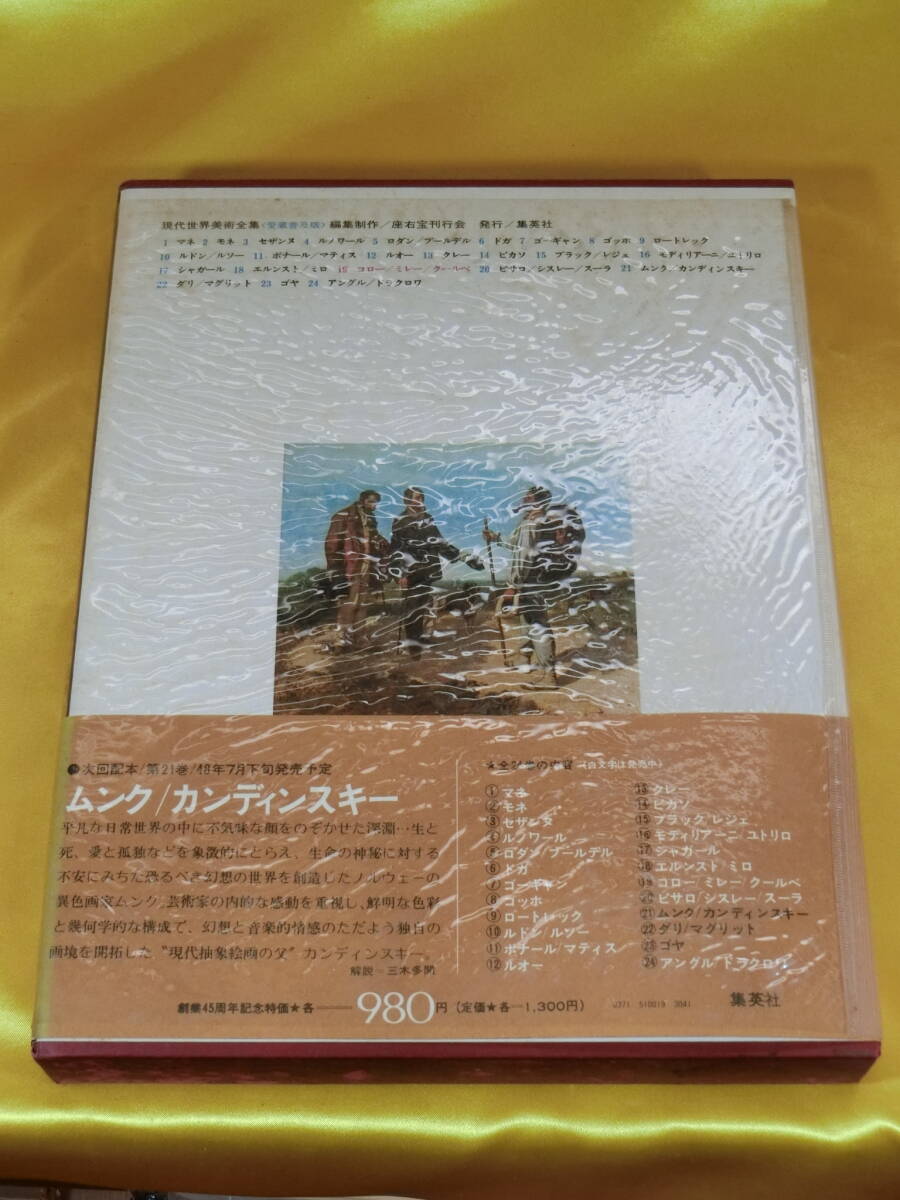 現代世界美術全集〈愛蔵普及版〉編集制作／座右宝刊行会 発行／集英社
1 マネ 2 モネ 3 セザンヌ 4 ルノワール 5 ロダン／ブールデル 6 ドガ 7 ゴーギャン 8 ゴッホ 9 ロートレック
10 ルドン／ルソー 11 ボナール／マティス 12 ルオー 13 クレー 14 ピカソ 15 ブラック／レジェ 16 モディリアーニ／ユトリロ
17 シャガール 18 エルンスト／ミロ 19 コロー／ミレー／クールベ 20 ピサロ／シスレー／スーラ 21 ムンク／カンディンスキー
22 ダリ／マグリット 23 ゴヤ 24 アングル／ドラクロワ
●次回配本／第21巻／48年7月下旬発売予定
ムンク／カンディンスキー
平凡な日常世界の中に不気味な顔をのぞかせた深淵…生と
死、愛と孤独などを象徴的にとらえ、生命の神秘に対する
不安にみちた恐るべき幻想の世界を創造したノルウェーの
異色画家ムンク。芸術家の内的な感動を重視し、鮮明な色彩
と幾何学的な構成で、幻想と音楽的情感のただよう独自の
画境を開拓した“現代抽象絵画の父”カンディンスキー。
解説＝三木多聞
★全24巻の内容 (白文字は発売中)
①マネ
②モネ
③セザンヌ
④ルノワール
⑤ロダン／ブールデル
⑥ドガ
⑦ゴーギャン
⑧ゴッホ
⑨ロートレック
⑩ルドン／ルソー
⑪ボナール／マティス
⑫ルオー
⑬クレー
⑭ピカソ
⑮ブラック／レジェ
⑯モディリアーニ／ユトリロ
⑰シャガール
⑱エルンスト／ミロ
⑲コロー／ミレー／クールベ
⑳ピサロ／シスレー／スーラ
㉑ムンク／カンディンスキー
㉒ダリ／マグリット
㉓ゴヤ
㉔アングル／ドラクロワ
創業45周年記念特価★各──980円 (定価★各─1,300円) 0371 510019 3041 集英社